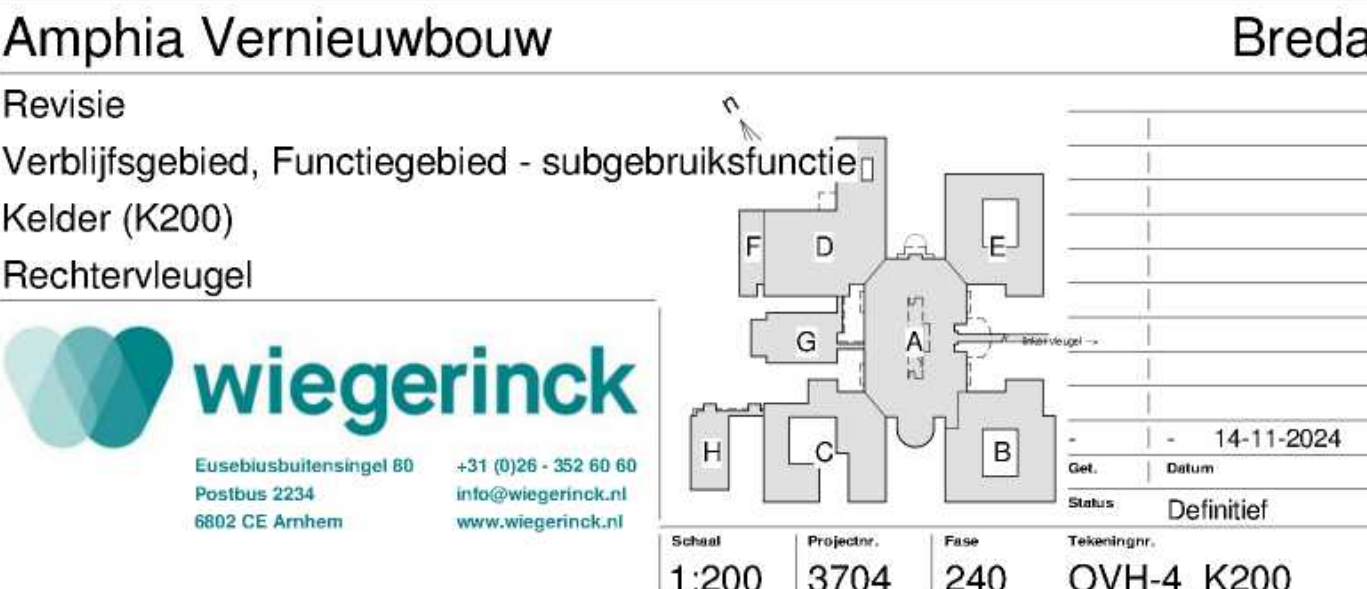 Amphia Vernieuwbouw
Breda
Revisie
Verblijfsgebied, Functiegebied - subgebruiksfunctie
Kelder (K200)
Rechtervleugel
n
F
D
E
G
A
linkervleugel -->
H
C
B
wiegerinck
Eusebiusbuitensingel 80
Postbus 2234
6802 CE Arnhem
+31 (0)26 - 352 60 60
info@wiegerinck.nl
www.wiegerinck.nl
- - 14-11-2024
Get. Datum
Status Definitief
Schaal Projectnr. Fase Tekeningnr.
1:200 3704 240 OVH-4_K200